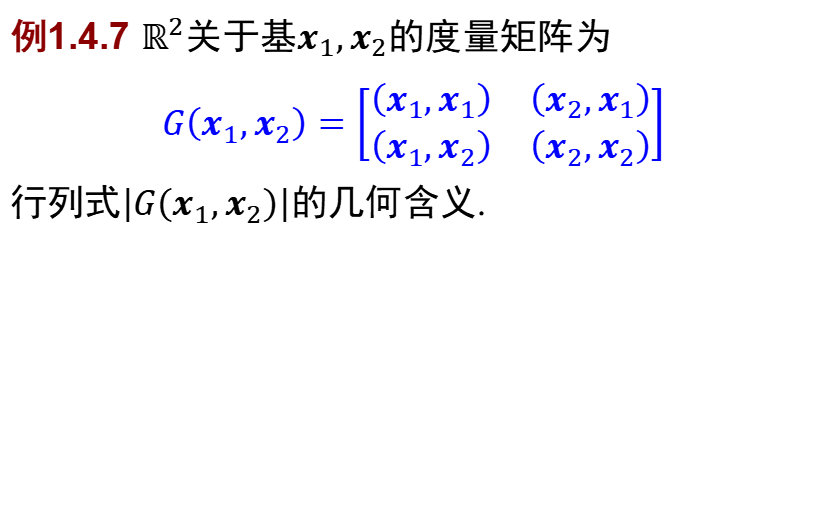 例1.4.7 ℝ²关于基𝒙₁, 𝒙₂的度量矩阵为
G(𝒙₁, 𝒙₂) = [(𝒙₁, 𝒙₁) (𝒙₂, 𝒙₁)
(𝒙₁, 𝒙₂) (𝒙₂, 𝒙₂)]
行列式|G(𝒙₁, 𝒙₂)|的几何含义.